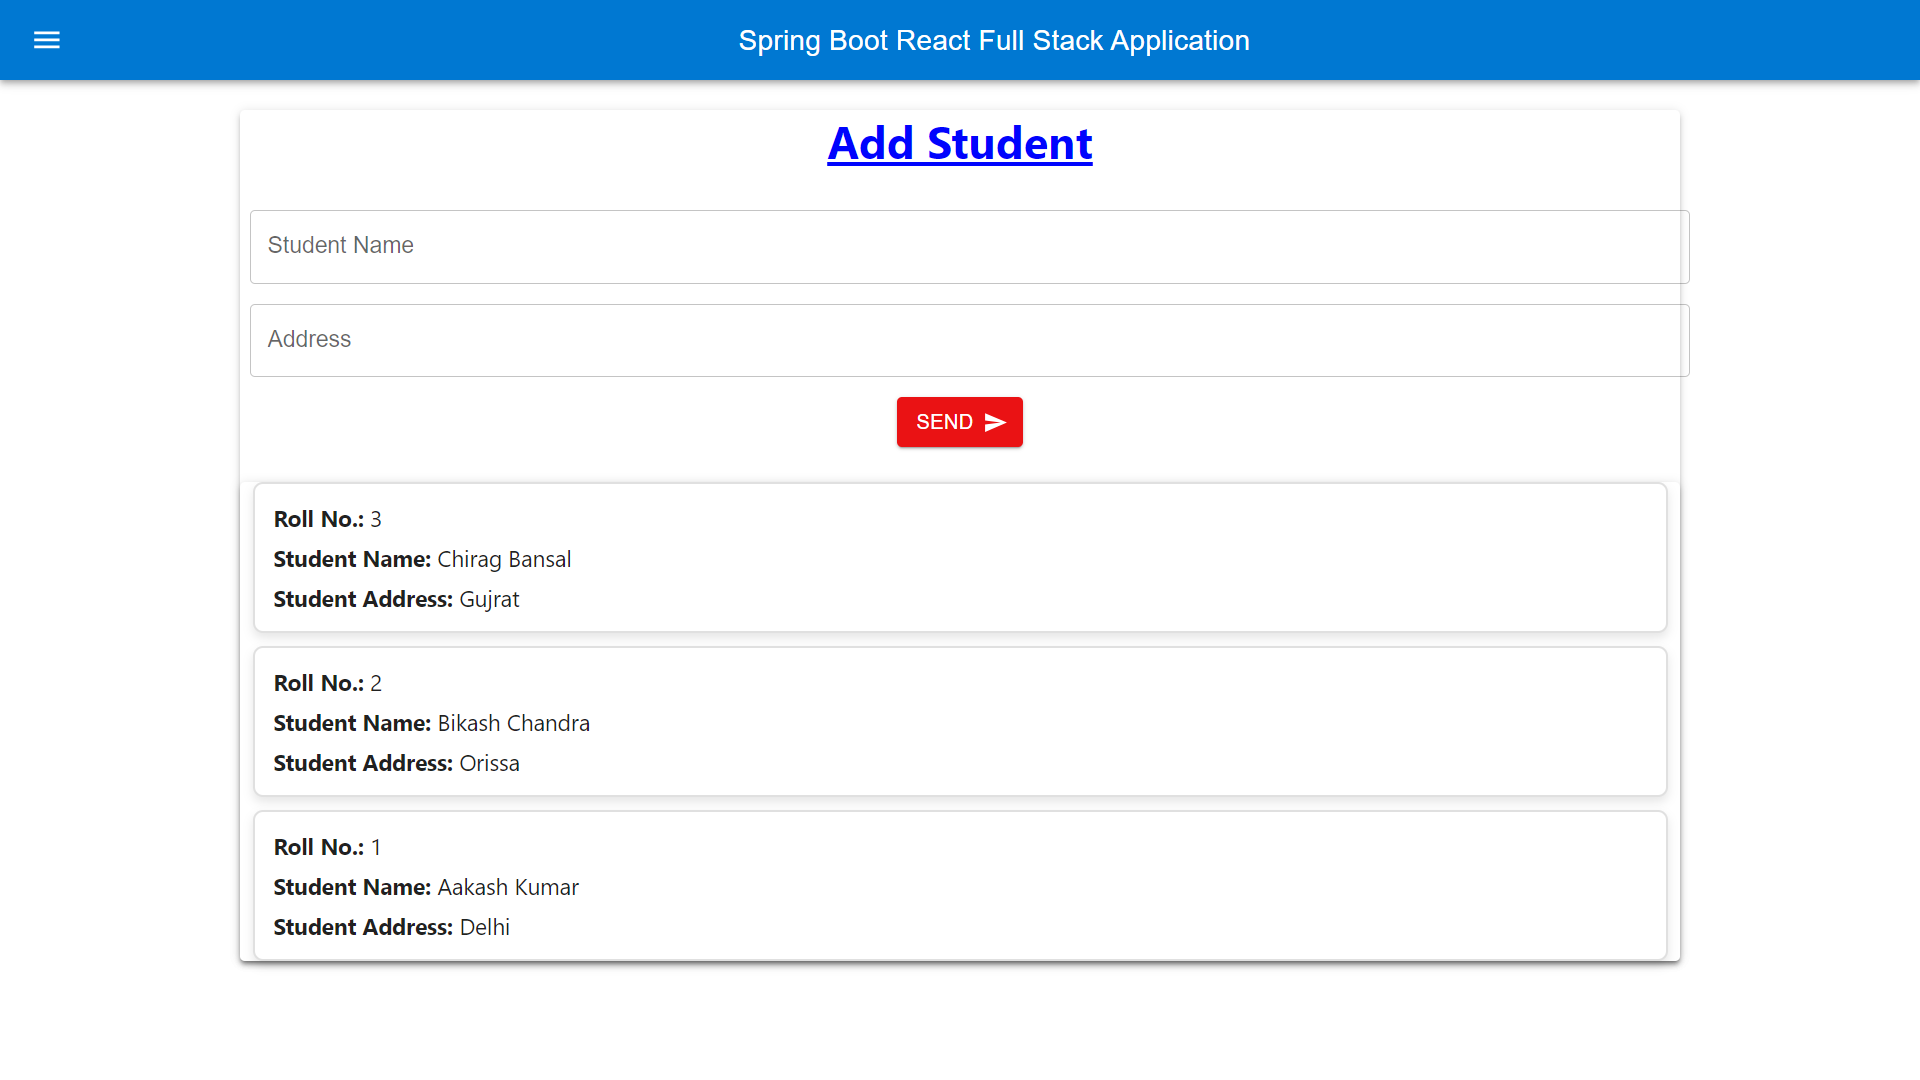 Spring Boot React Full Stack Application
Add Student
Student Name
Address
SEND
Roll No.: 3
Student Name: Chirag Bansal
Student Address: Gujrat
Roll No.: 2
Student Name: Bikash Chandra
Student Address: Orissa
Roll No.: 1
Student Name: Aakash Kumar
Student Address: Delhi